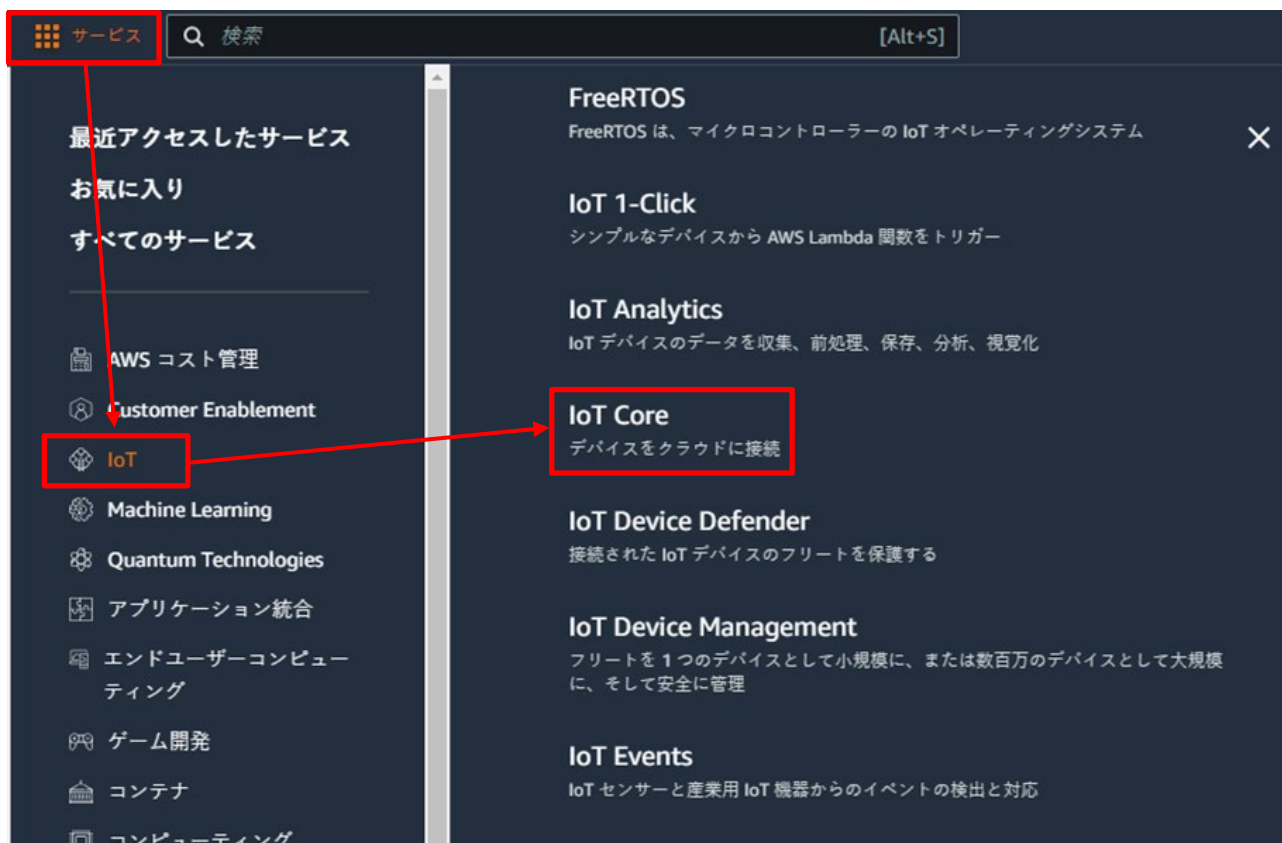 サービス
検索
[Alt+S]
最近アクセスしたサービス
お気に入り
すべてのサービス
AWS コスト管理
Customer Enablement
IoT
Machine Learning
Quantum Technologies
アプリケーション統合
エンドユーザーコンピュー
ティング
ゲーム開発
コンテナ
コンピューティング
FreeRTOS
FreeRTOS は、マイクロコントローラーの IoT オペレーティングシステム
IoT 1-Click
シンプルなデバイスから AWS Lambda 関数をトリガー
IoT Analytics
IoT デバイスのデータを収集、前処理、保存、分析、視覚化
IoT Core
デバイスをクラウドに接続
IoT Device Defender
接続された IoT デバイスのフリートを保護する
IoT Device Management
フリートを 1 つのデバイスとして小規模に、または数百万のデバイスとして大規模
に、そして安全に管理
IoT Events
IoT センサーと産業用 IoT 機器からのイベントの検出と対応